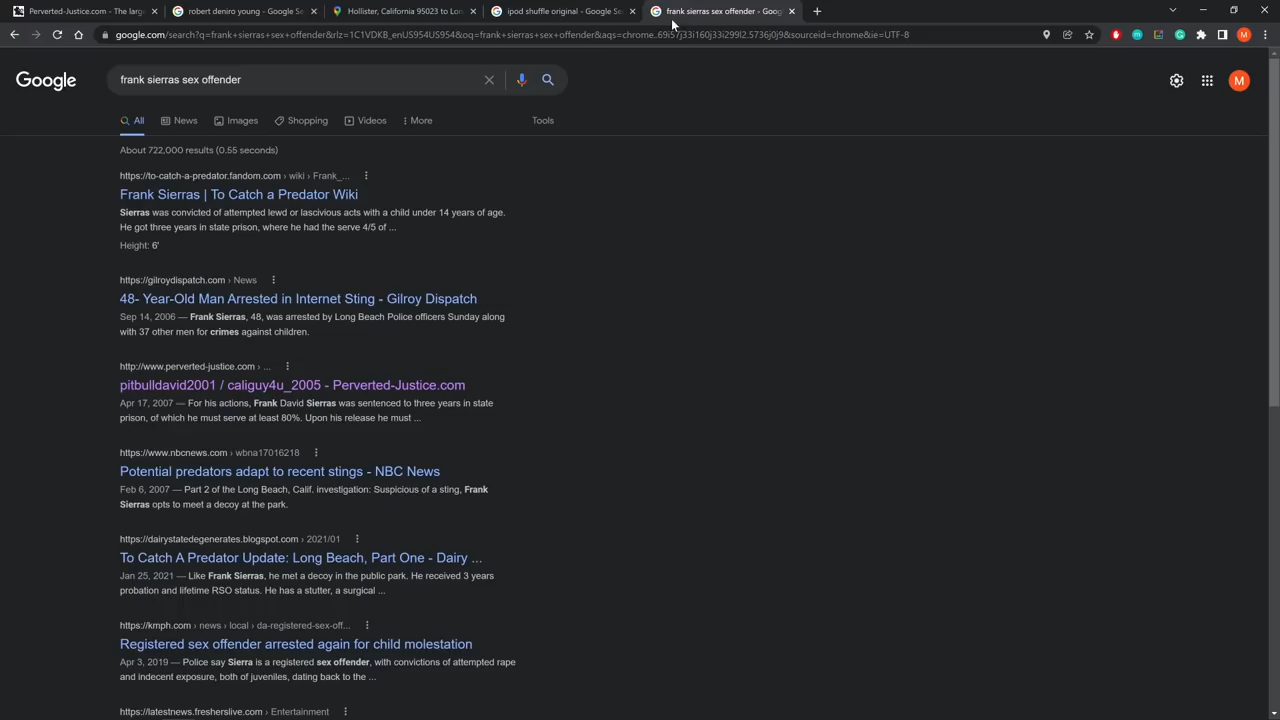 Perverted-Justice.com - The larg
robert deniro young - Google Se
Hollister, California 95023 to Lon
ipod shuffle original - Google Se
frank sierras sex offender - Goog
google.com/search?q=frank+sierras+sex+offender&rlz=1C1VDKB_enUS954US954&oq=frank+sierras+sex+offender&aqs=chrome..69i57j33i160j33i299l2.5736j0j9&sourceid=chrome&ie=UTF-8
M
Google
frank sierras sex offender
M
All
News
Images
Shopping
Videos
More
Tools
About 722,000 results (0.55 seconds)
https://to-catch-a-predator.fandom.com › wiki › Frank_...
Frank Sierras | To Catch a Predator Wiki
Sierras was convicted of attempted lewd or lascivious acts with a child under 14 years of age.
He got three years in state prison, where he had the serve 4/5 of ...
Height: 6'
https://gilroydispatch.com › News
48- Year-Old Man Arrested in Internet Sting - Gilroy Dispatch
Sep 14, 2006 — Frank Sierras, 48, was arrested by Long Beach Police officers Sunday along
with 37 other men for crimes against children.
http://www.perverted-justice.com › ...
pitbulldavid2001 / caliguy4u_2005 - Perverted-Justice.com
Apr 17, 2007 — For his actions, Frank David Sierras was sentenced to three years in state
prison, of which he must serve at least 80%. Upon his release he must ...
https://www.nbcnews.com › wbna17016218
Potential predators adapt to recent stings - NBC News
Feb 6, 2007 — Part 2 of the Long Beach, Calif. investigation: Suspicious of a sting, Frank
Sierras opts to meet a decoy at the park.
https://dairystatedegenerates.blogspot.com › 2021/01
To Catch A Predator Update: Long Beach, Part One - Dairy ...
Jan 25, 2021 — Like Frank Sierras, he met a decoy in the public park. He received 3 years
probation and lifetime RSO status. He has a stutter, a surgical ...
https://kmph.com › news › local › da-registered-sex-off...
Registered sex offender arrested again for child molestation
Apr 3, 2019 — Police say Sierra is a registered sex offender, with convictions of attempted rape
and indecent exposure, both of juveniles, dating back to the ...
https://latestnews.fresherslive.com › Entertainment